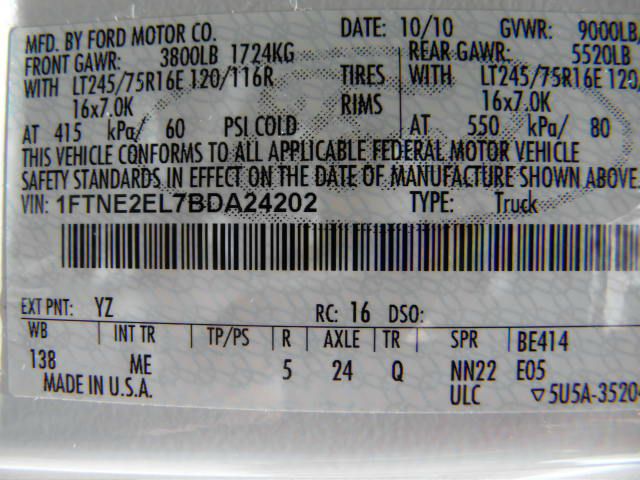 MFD. BY FORD MOTOR CO. DATE: 10/10 GVWR: 9000LB/
FRONT GAWR: 3800LB 1724KG REAR GAWR: 5520LB
WITH LT245/75R16E 120/116R TIRES WITH LT245/75R16E 120/
16x7.0K RIMS 16x7.0K
AT 415 kPa/ 60 PSI COLD AT 550 kPa/ 80
THIS VEHICLE CONFORMS TO ALL APPLICABLE FEDERAL MOTOR VEHICLE
SAFETY STANDARDS IN EFFECT ON THE DATE OF MANUFACTURE SHOWN ABOVE.
VIN: 1FTNE2EL7BDA24202 TYPE: Truck
EXT PNT: YZ RC: 16 DSO:
WB INT TR TP/PS R AXLE TR SPR BE414
138 ME 5 24 Q NN22 E05
MADE IN U.S.A. ULC ▽5U5A-3520